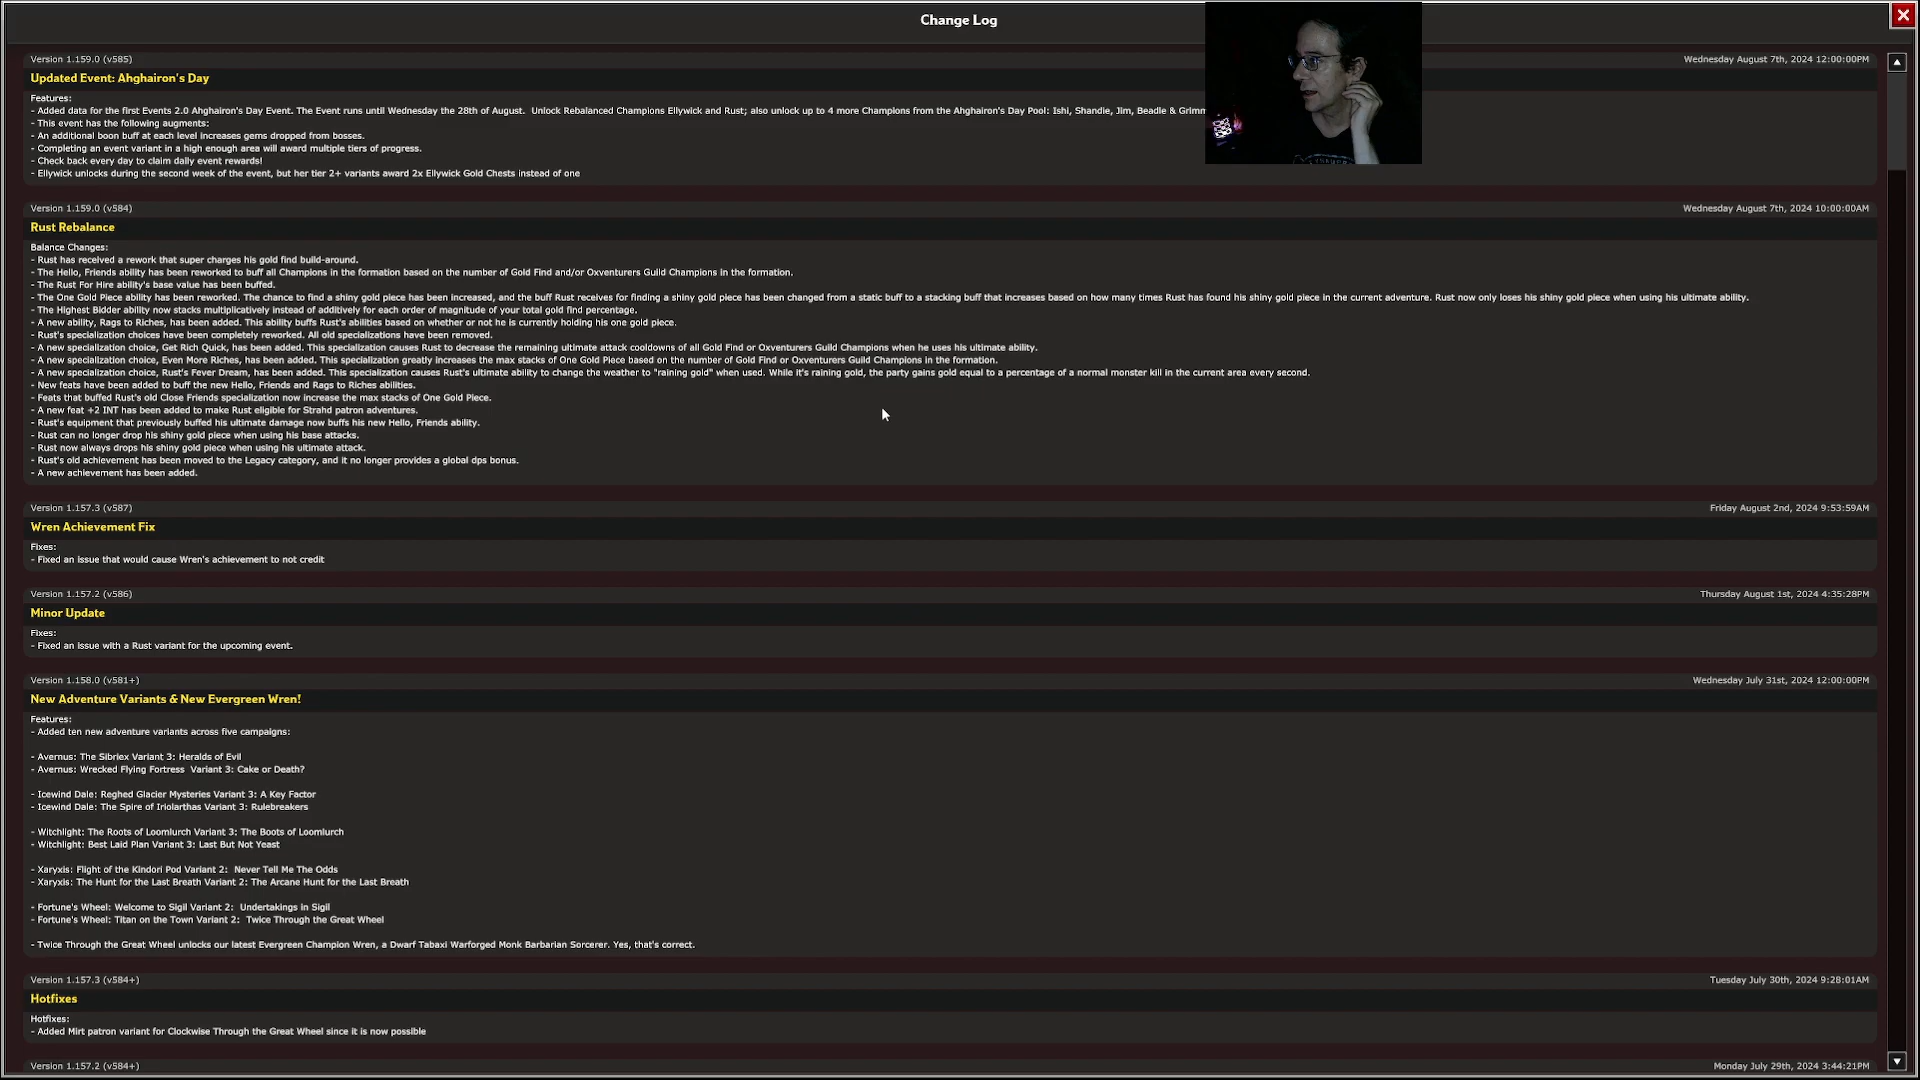 Change Log
Version 1.159.0 (v585)
Wednesday August 7th, 2024 12:00:00PM
Updated Event: Ahghairon's Day
Features:
- Added data for the first Events 2.0 Ahghairon's Day Event. The Event runs until Wednesday the 28th of August. Unlock Rebalanced Champions Ellywick and Rust; also unlock up to 4 more Champions from the Ahghairon's Day Pool: Ishi, Shandie, Jim, Beadle & Grimm
- This event has the following augments:
- An additional boon buff at each level increases gems dropped from bosses.
- Completing an event variant in a high enough area will award multiple tiers of progress.
- Check back every day to claim daily event rewards!
- Ellywick unlocks during the second week of the event, but her tier 2+ variants award 2x Ellywick Gold Chests instead of one
Version 1.159.0 (v584)
Wednesday August 7th, 2024 10:00:00AM
Rust Rebalance
Balance Changes:
- Rust has received a rework that super charges his gold find build-around.
- The Hello, Friends ability has been reworked to buff all Champions in the formation based on the number of Gold Find and/or Oxventurers Guild Champions in the formation.
- The Rust For Hire ability's base value has been buffed.
- The One Gold Piece ability has been reworked. The chance to find a shiny gold piece has been increased, and the buff Rust receives for finding a shiny gold piece has been changed from a static buff to a stacking buff that increases based on how many times Rust has found his shiny gold piece in the current adventure. Rust now only loses his shiny gold piece when using his ultimate ability.
- The Highest Bidder ability now stacks multiplicatively instead of additively for each order of magnitude of your total gold find percentage.
- A new ability, Rags to Riches, has been added. This ability buffs Rust's abilities based on whether or not he is currently holding his one gold piece.
- Rust's specialization choices have been completely reworked. All old specializations have been removed.
- A new specialization choice, Get Rich Quick, has been added. This specialization causes Rust to decrease the remaining ultimate attack cooldowns of all Gold Find or Oxventurers Guild Champions when he uses his ultimate ability.
- A new specialization choice, Even More Riches, has been added. This specialization greatly increases the max stacks of One Gold Piece based on the number of Gold Find or Oxventurers Guild Champions in the formation.
- A new specialization choice, Rust's Fever Dream, has been added. This specialization causes Rust's ultimate ability to change the weather to "raining gold" when used. While it's raining gold, the party gains gold equal to a percentage of a normal monster kill in the current area every second.
- New feats have been added to buff the new Hello, Friends and Rags to Riches abilities.
- Feats that buffed Rust's old Close Friends specialization now increase the max stacks of One Gold Piece.
- A new feat +2 INT has been added to make Rust eligible for Strahd patron adventures.
- Rust's equipment that previously buffed his ultimate damage now buffs his new Hello, Friends ability.
- Rust can no longer drop his shiny gold piece when using his base attacks.
- Rust now always drops his shiny gold piece when using his ultimate attack.
- Rust's old achievement has been moved to the Legacy category, and it no longer provides a global dps bonus.
- A new achievement has been added.
Version 1.157.3 (v587)
Friday August 2nd, 2024 9:53:59AM
Wren Achievement Fix
Fixes:
- Fixed an issue that would cause Wren's achievement to not credit
Version 1.157.2 (v586)
Thursday August 1st, 2024 4:35:28PM
Minor Update
Fixes:
- Fixed an issue with a Rust variant for the upcoming event.
Version 1.158.0 (v581+)
Wednesday July 31st, 2024 12:00:00PM
New Adventure Variants & New Evergreen Wren!
Features:
- Added ten new adventure variants across five campaigns:
- Avernus: The Sibriex Variant 3: Heralds of Evil
- Avernus: Wrecked Flying Fortress Variant 3: Cake or Death?
- Icewind Dale: Reghed Glacier Mysteries Variant 3: A Key Factor
- Icewind Dale: The Spire of Iriolarthas Variant 3: Rulebreakers
- Witchlight: The Roots of Loomlurch Variant 3: The Boots of Loomlurch
- Witchlight: Best Laid Plan Variant 3: Last But Not Yeast
- Xaryxis: Flight of the Kindori Pod Variant 2: Never Tell Me The Odds
- Xaryxis: The Hunt for the Last Breath Variant 2: The Arcane Hunt for the Last Breath
- Fortune's Wheel: Welcome to Sigil Variant 2: Undertakings in Sigil
- Fortune's Wheel: Titan on the Town Variant 2: Twice Through the Great Wheel
- Twice Through the Great Wheel unlocks our latest Evergreen Champion Wren, a Dwarf Tabaxi Warforged Monk Barbarian Sorcerer. Yes, that's correct.
Version 1.157.3 (v584+)
Tuesday July 30th, 2024 9:28:01AM
Hotfixes
Hotfixes:
- Added Mirt patron variant for Clockwise Through the Great Wheel since it is now possible
Version 1.157.2 (v584+)
Monday July 29th, 2024 3:44:21PM